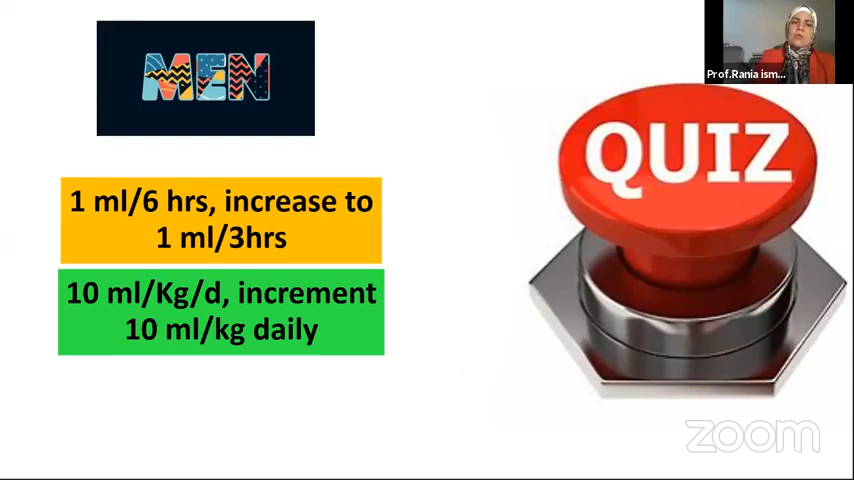 MEN
Prof.Rania ism...
QUIZ
1 ml/6 hrs, increase to
1 ml/3hrs
10 ml/Kg/d, increment
10 ml/kg daily
zoom